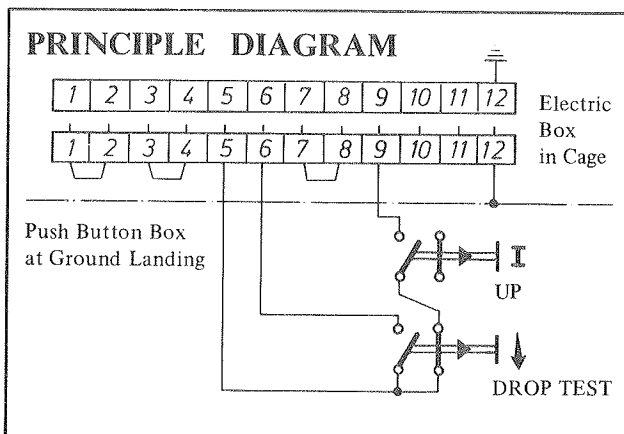 PRINCIPLE DIAGRAM
1 2 3 4 5 6 7 8 9 10 11 12
Electric
Box
in Cage
1 2 3 4 5 6 7 8 9 10 11 12
Push Button Box
at Ground Landing
I
UP
DROP TEST